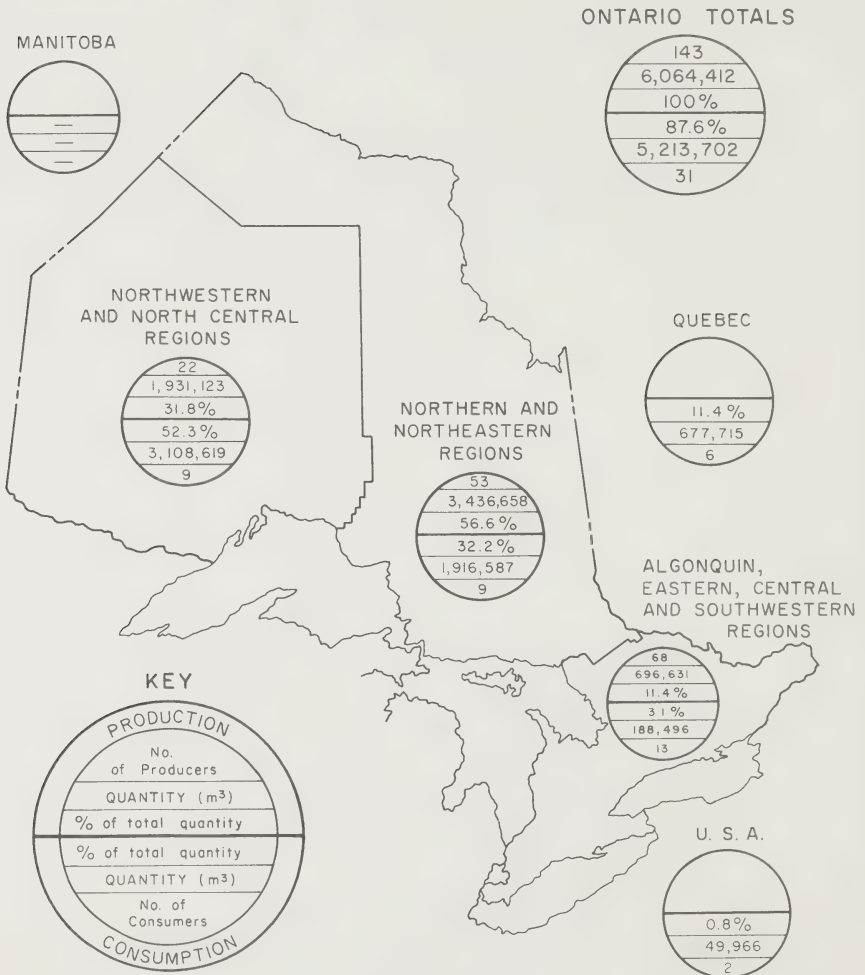 ONTARIO TOTALS
143
6,064,412
100%
87.6%
5,213,702
31
MANITOBA
—
—
—
NORTHWESTERN
AND NORTH CENTRAL
REGIONS
22
1,931,123
31.8%
52.3%
3,108,619
9
NORTHERN AND
NORTHEASTERN
REGIONS
53
3,436,658
56.6%
32.2%
1,916,587
9
QUEBEC
11.4%
677,715
6
ALGONQUIN,
EASTERN, CENTRAL
AND SOUTHWESTERN
REGIONS
68
696,631
11.4%
3.1%
188,496
13
KEY
PRODUCTION
No.
of Producers
QUANTITY (m³)
% of total quantity
% of total quantity
QUANTITY (m³)
No. of
Consumers
CONSUMPTION
U. S. A.
0.8%
49,966
2